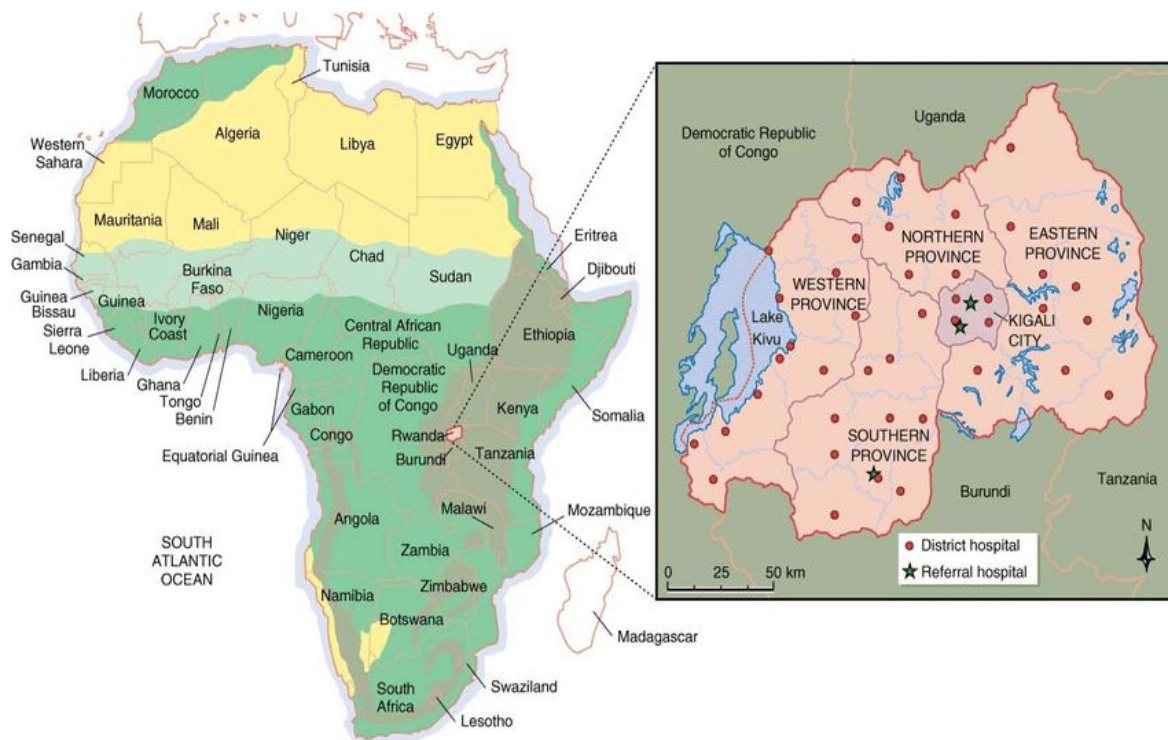 Tunisia
Morocco
Algeria
Libya
Egypt
Western
Sahara
Mauritania
Mali
Niger
Chad
Sudan
Eritrea
Djibouti
Senegal
Gambia
Guinea
Bissau
Guinea
Burkina
Faso
Sierra
Leone
Ivory
Coast
Nigeria
Ethiopia
Liberia
Ghana
Tongo
Benin
Cameroon
Central African
Republic
Uganda
Democratic
Republic
of Congo
Equatorial Guinea
Gabon
Congo
Rwanda
Burundi
Kenya
Somalia
Tanzania
Malawi
Mozambique
Angola
Zambia
Zimbabwe
SOUTH
ATLANTIC
OCEAN
Namibia
Botswana
Madagascar
South
Africa
Swaziland
Lesotho
Uganda
Democratic Republic
of Congo
NORTHERN
PROVINCE
EASTERN
PROVINCE
WESTERN
PROVINCE
Lake
Kivu
KIGALI
CITY
SOUTHERN
PROVINCE
Burundi
Tanzania
N
District hospital
Referral hospital
0 25 50 km